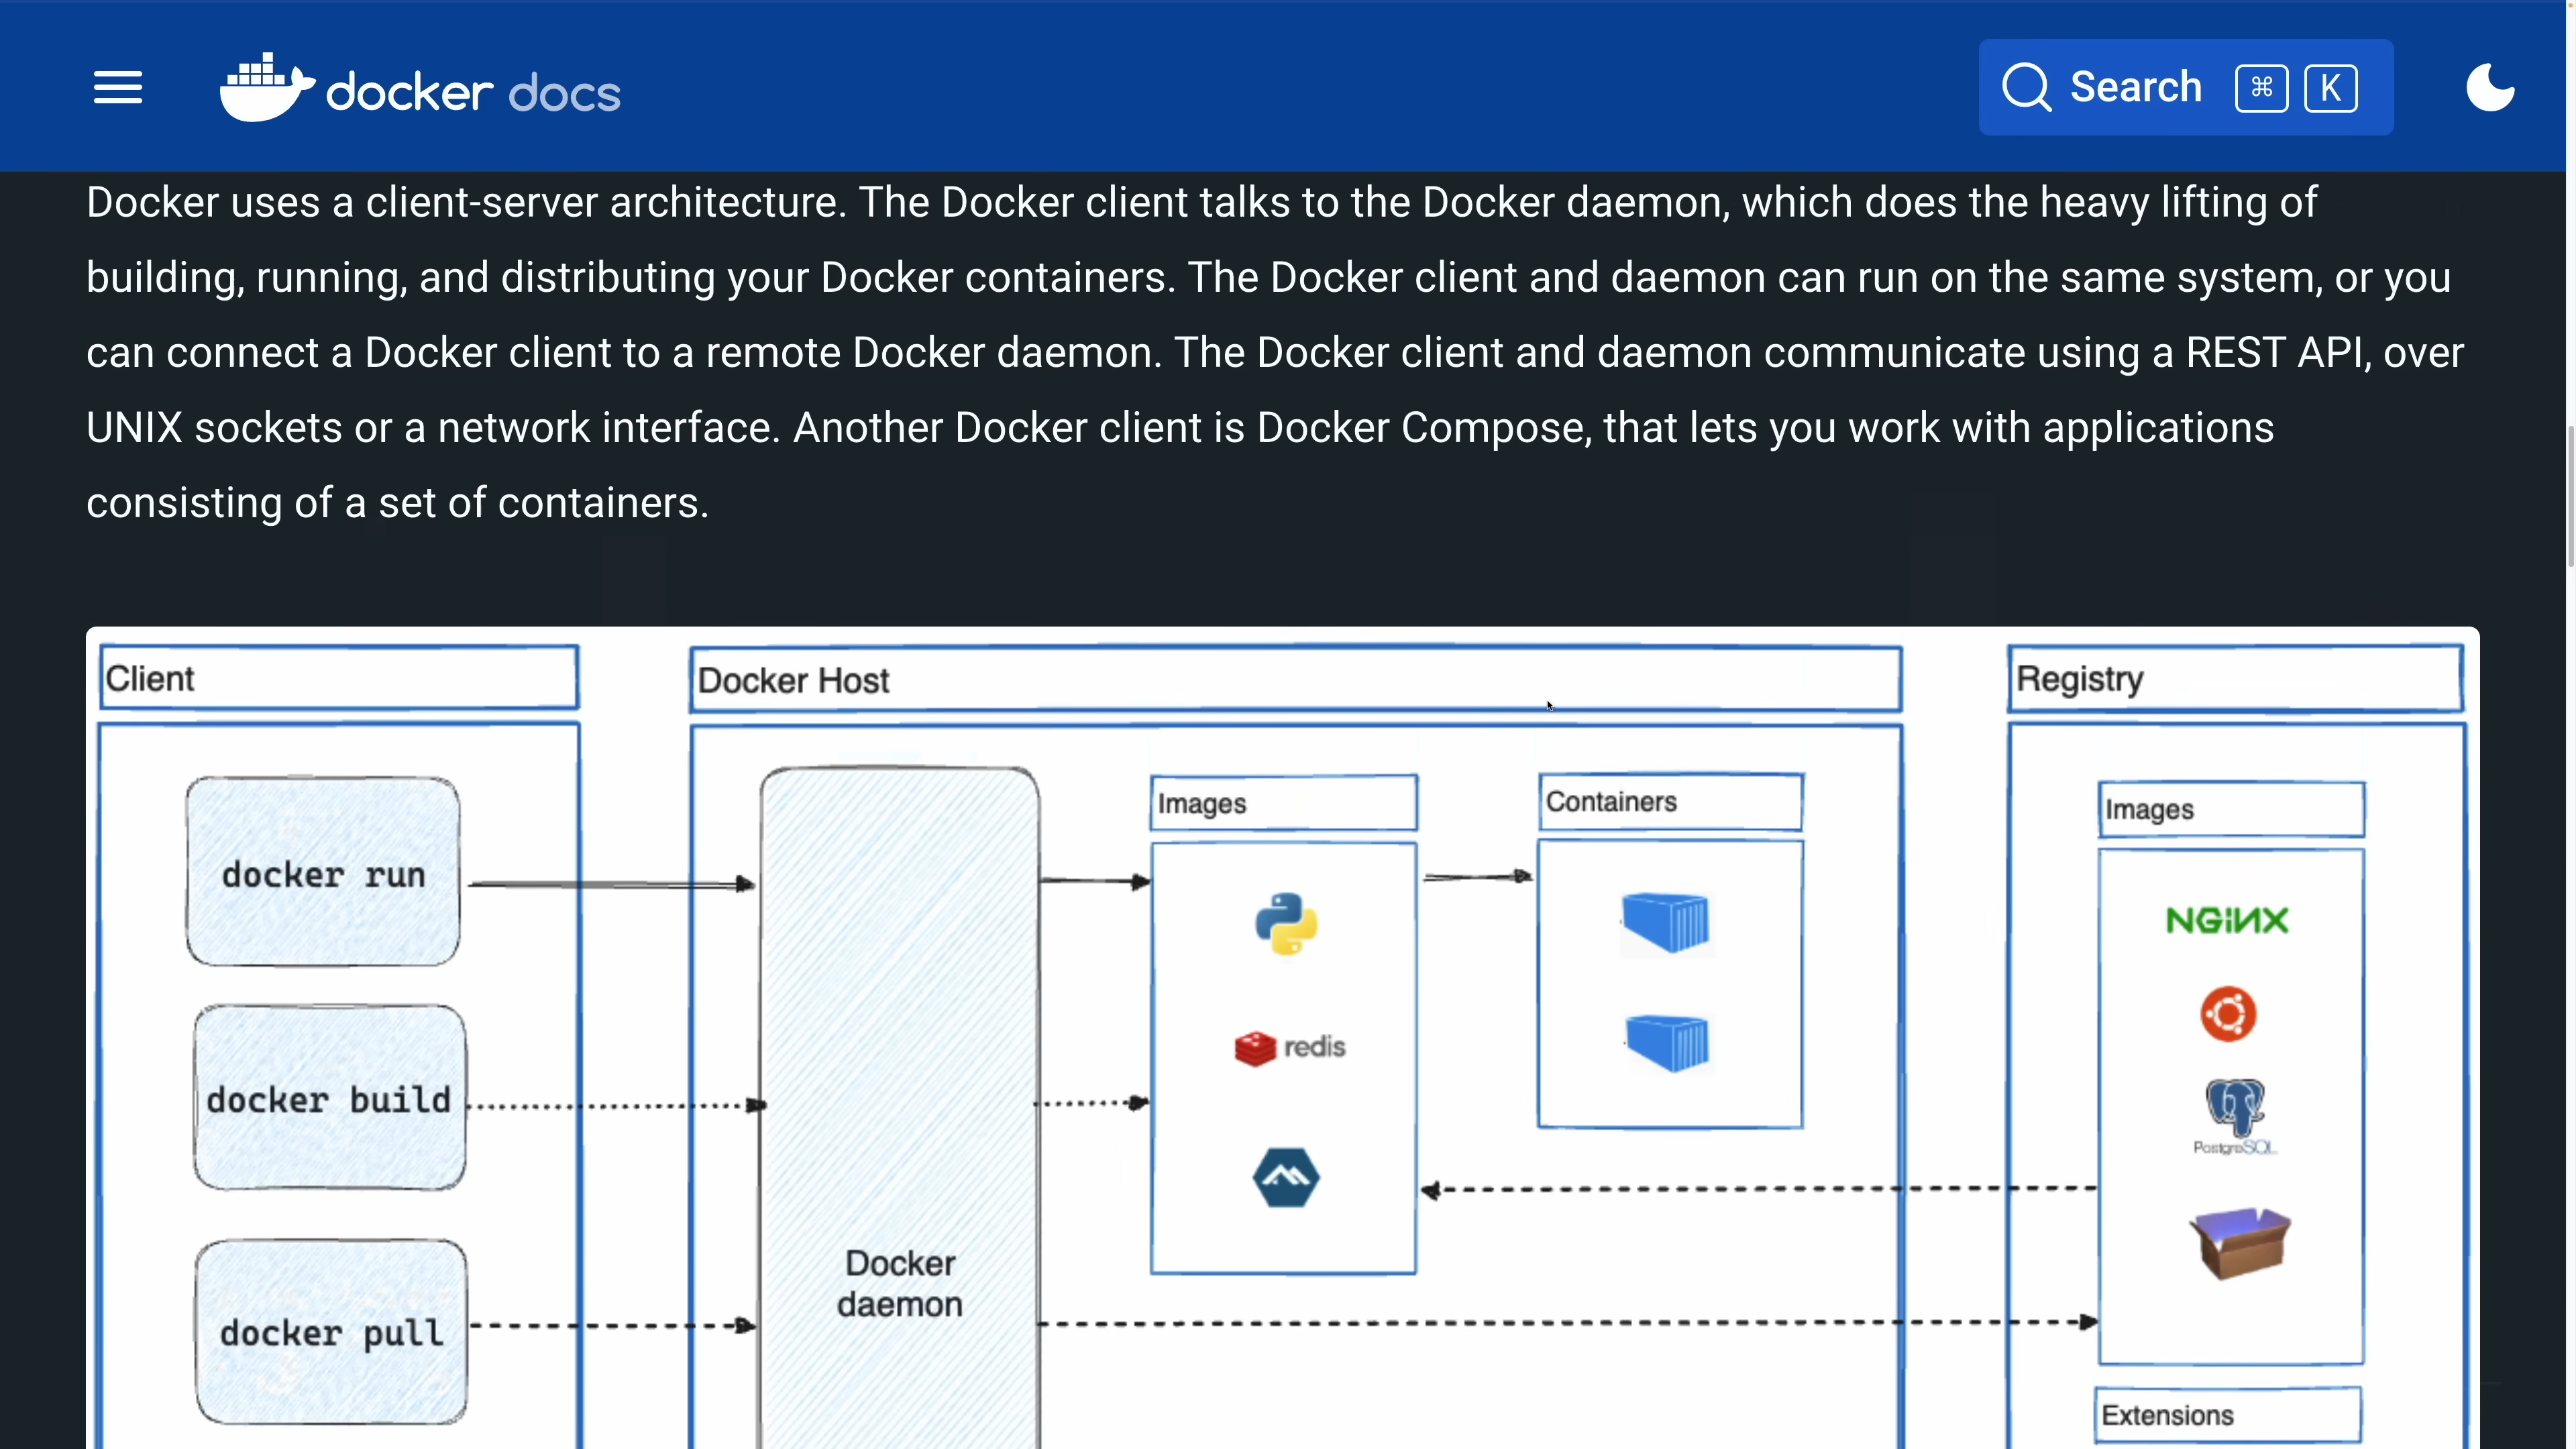 docker docs
Search ⌘ K
Docker uses a client-server architecture. The Docker client talks to the Docker daemon, which does the heavy lifting of
building, running, and distributing your Docker containers. The Docker client and daemon can run on the same system, or you
can connect a Docker client to a remote Docker daemon. The Docker client and daemon communicate using a REST API, over
UNIX sockets or a network interface. Another Docker client is Docker Compose, that lets you work with applications
consisting of a set of containers.
Client
docker run
docker build
docker pull
Docker Host
Docker
daemon
Images
redis
Containers
Registry
Images
NGINX
PostgreSQL
Extensions